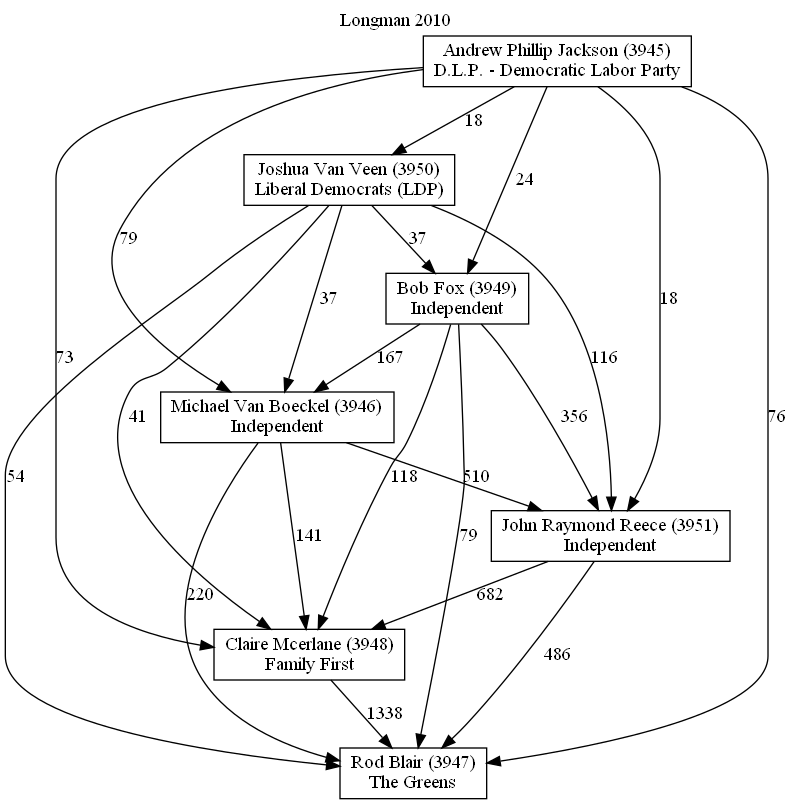 Longman 2010
Andrew Phillip Jackson (3945)
D.L.P. - Democratic Labor Party
18
Joshua Van Veen (3950)
Liberal Democrats (LDP)
24
79
37
Bob Fox (3949)
Independent
37
18
73
167
116
Michael Van Boeckel (3946)
Independent
41
356
76
54
118
510
John Raymond Reece (3951)
Independent
141
79
220
682
Claire Mcerlane (3948)
Family First
486
1338
Rod Blair (3947)
The Greens